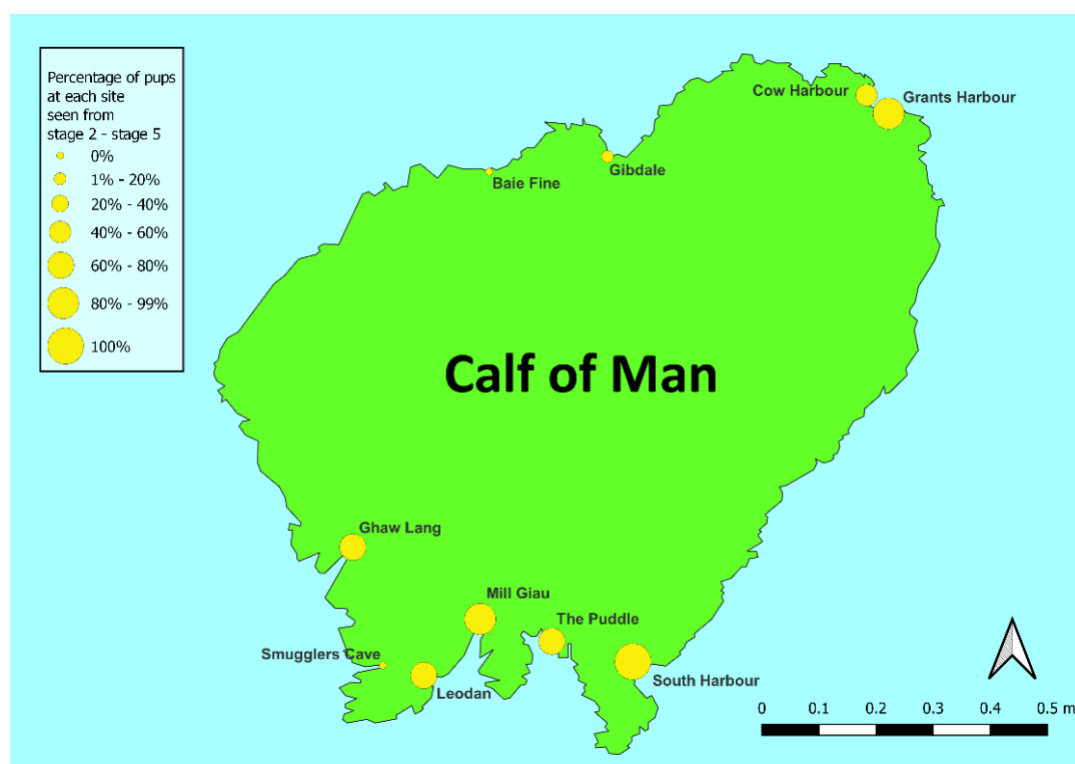 Percentage of pups
at each site
seen from
stage 2 - stage 5
0%
1% - 20%
20% - 40%
40% - 60%
60% - 80%
80% - 99%
100%
Cow Harbour
Grants Harbour
Gibdale
Baie Fine
Calf of Man
Ghaw Lang
Mill Giau
The Puddle
Smugglers Cave
Leodan
South Harbour
0 0.1 0.2 0.3 0.4 0.5 m